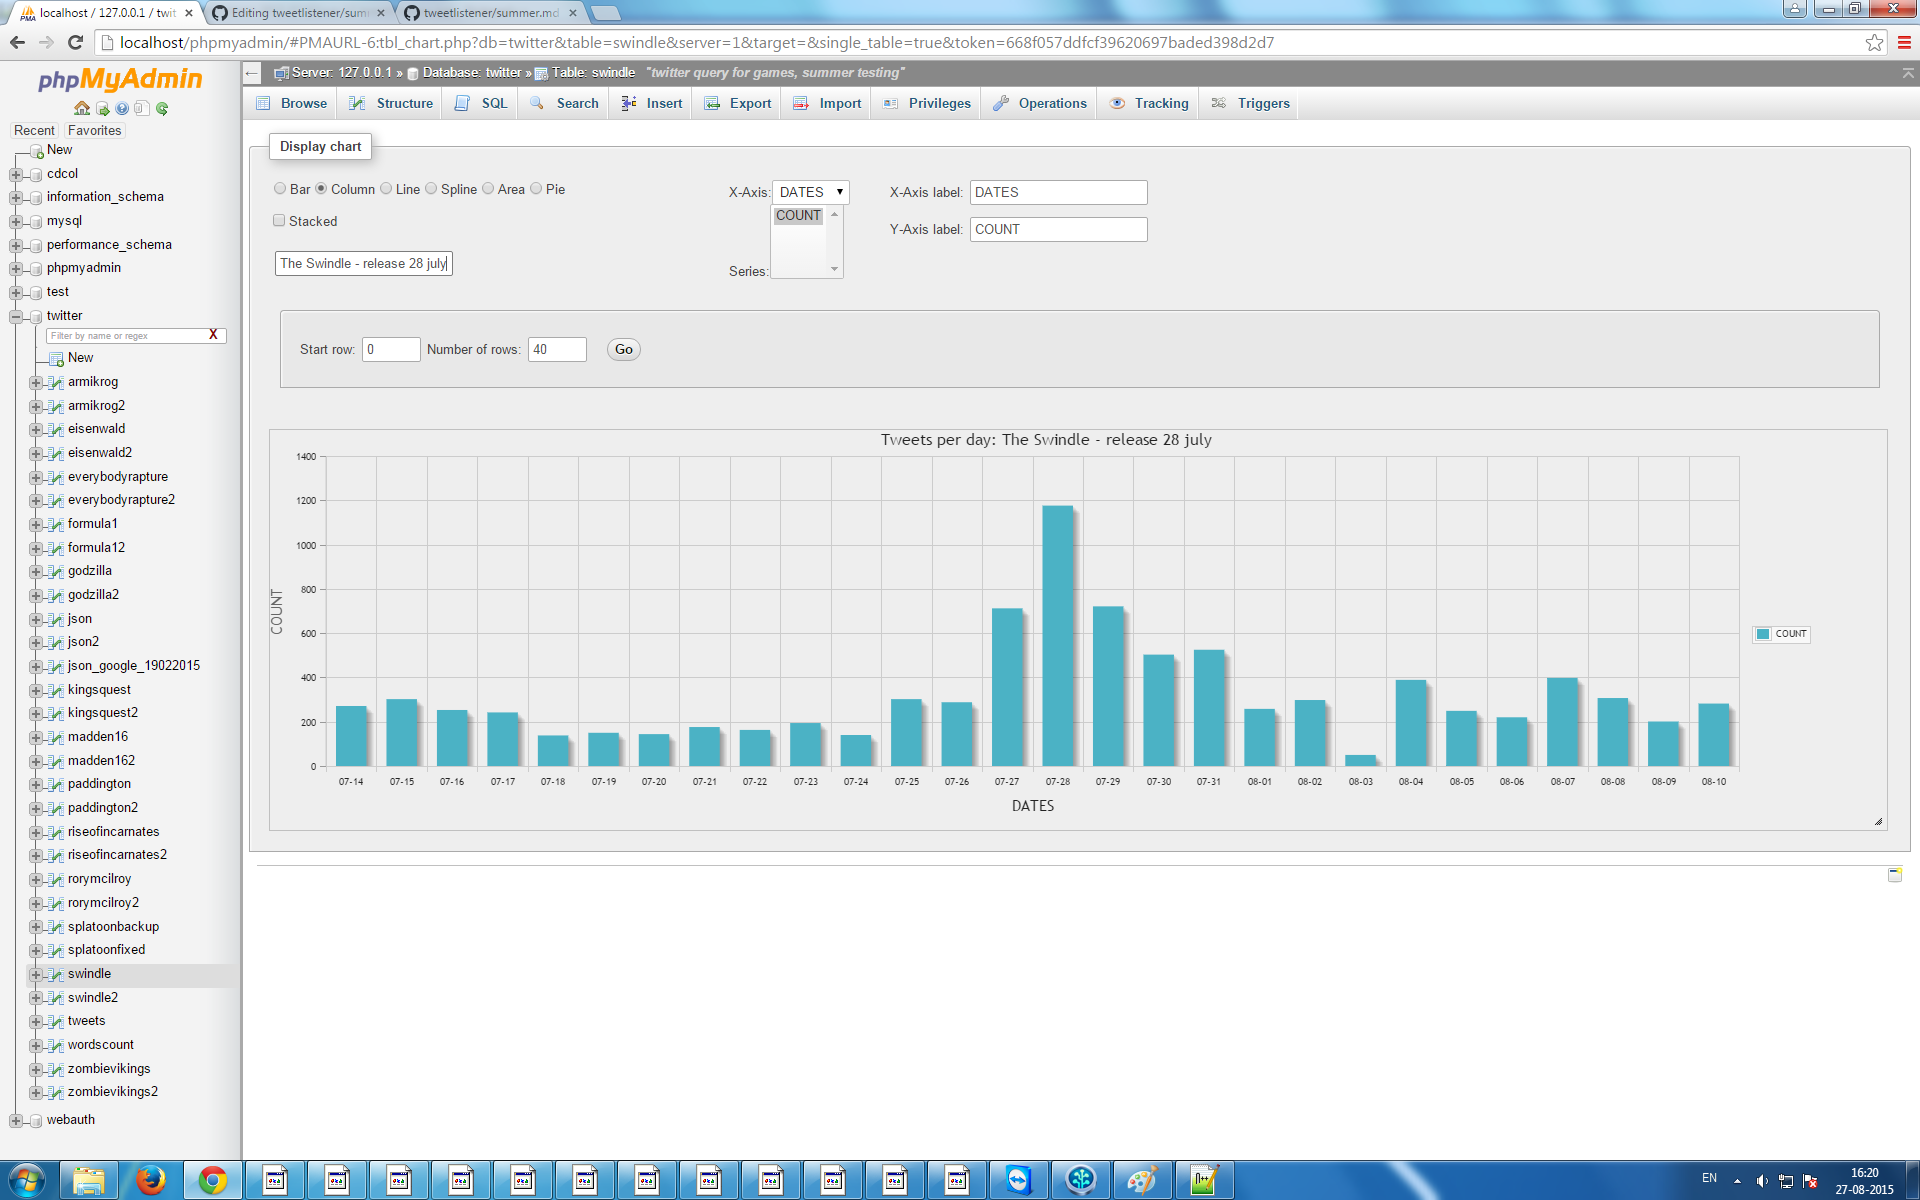 localhost / 127.0.0.1 / twit
Editing tweetlistener/sum
tweetlistener/summer.md
localhost/phpmyadmin/#PMAURL-6:tbl_chart.php?db=twitter&table=swindle&server=1&target=&single_table=true&token=668f057ddfcf39620697baded398d2d7
phpMyAdmin
Recent Favorites
New
cdcol
information_schema
mysql
performance_schema
phpmyadmin
test
twitter
Filter by name or regex X
New
armikrog
armikrog2
eisenwald
eisenwald2
everybodyrapture
everybodyrapture2
formula1
formula12
godzilla
godzilla2
json
json2
json_google_19022015
kingsquest
kingsquest2
madden16
madden162
paddington
paddington2
riseofincarnates
riseofincarnates2
rorymcilroy
rorymcilroy2
splatoonbackup
splatoonfixed
swindle
swindle2
tweets
wordscount
zombievikings
zombievikings2
webauth
Server: 127.0.0.1 » Database: twitter » Table: swindle "twitter query for games, summer testing"
Browse Structure SQL Search Insert Export Import Privileges Operations Tracking Triggers
Display chart
Bar Column Line Spline Area Pie
Stacked
The Swindle - release 28 july
X-Axis: DATES
COUNT
Series:
X-Axis label: DATES
Y-Axis label: COUNT
Start row: 0 Number of rows: 40 Go
Tweets per day: The Swindle - release 28 july
1400
1200
1000
800
600
400
200
0
COUNT
07-14 07-15 07-16 07-17 07-18 07-19 07-20 07-21 07-22 07-23 07-24 07-25 07-26 07-27 07-28 07-29 07-30 07-31 08-01 08-02 08-03 08-04 08-05 08-06 08-07 08-08 08-09 08-10
DATES
COUNT
EN
16:20
27-08-2015